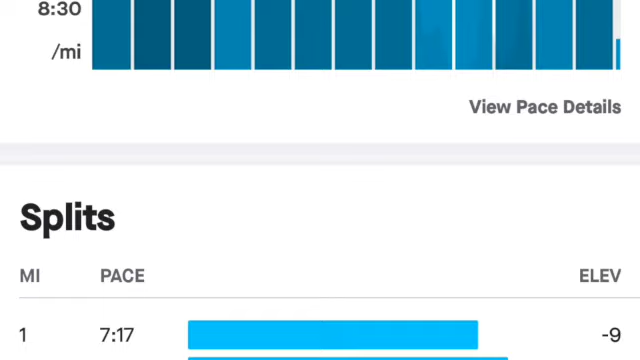 8:30
/mi
View Pace Details
Splits
MI PACE ELEV
1 7:17 -9